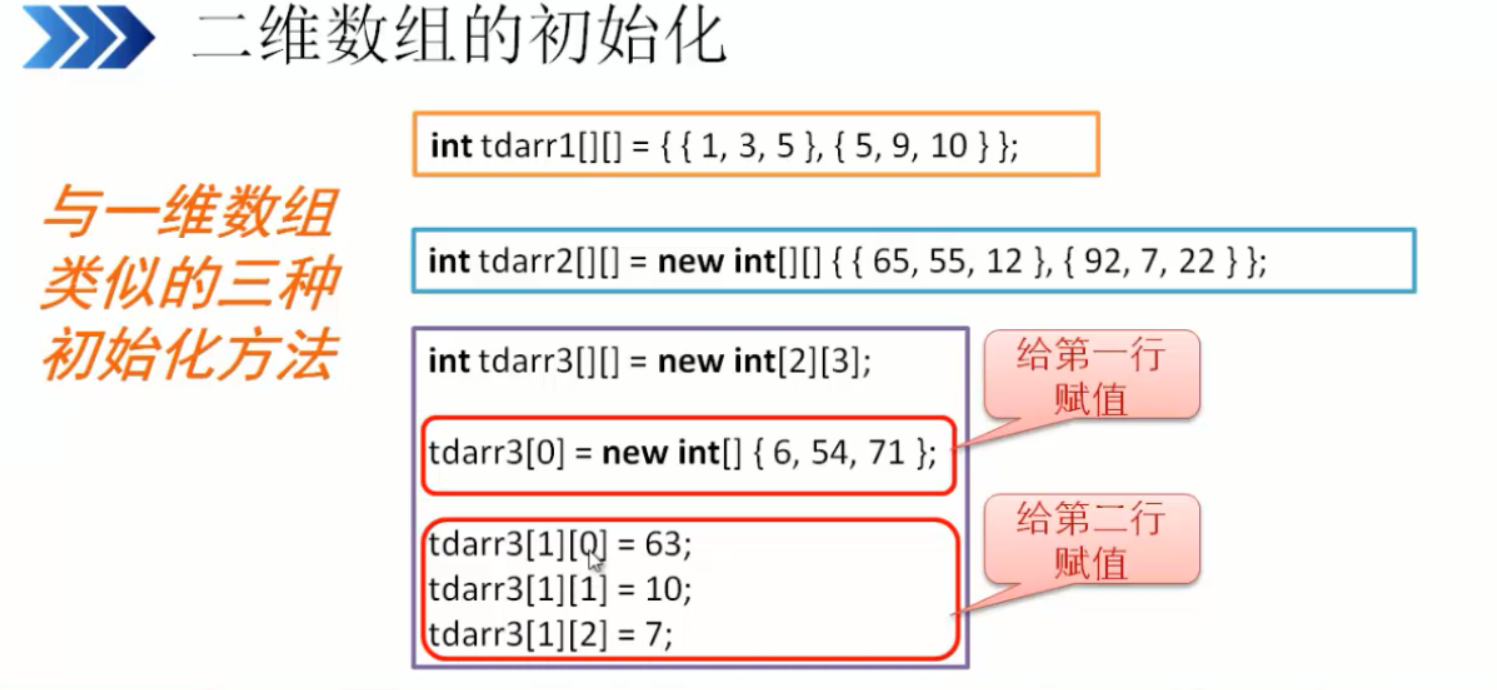 二维数组的初始化
int tdarr1[][] = { { 1, 3, 5 }, { 5, 9, 10 } };
与一维数组
类似的三种
初始化方法
int tdarr2[][] = new int[][] { { 65, 55, 12 }, { 92, 7, 22 } };
int tdarr3[][] = new int[2][3];
给第一行
赋值
tdarr3[0] = new int[] { 6, 54, 71 };
给第二行
赋值
tdarr3[1][0] = 63;
tdarr3[1][1] = 10;
tdarr3[1][2] = 7;